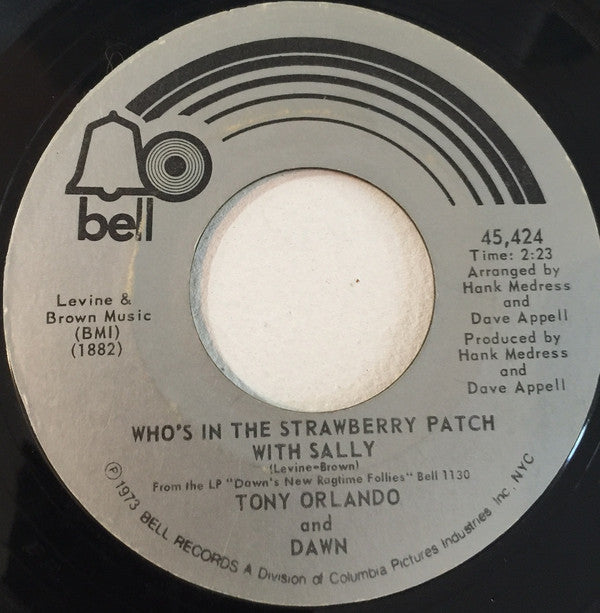 bell
45,424
Time: 2:23
Arranged by
Hank Medress
and
Dave Appell
Produced by
Hank Medress
and
Dave Appell
Levine &
Brown Music
(BMI)
(1882)
WHO'S IN THE STRAWBERRY PATCH
WITH SALLY
(Levine-Brown)
From the LP "Dawn's New Ragtime Follies" Bell 1130
TONY ORLANDO
and
DAWN
℗ 1973 BELL RECORDS A Division of Columbia Pictures Industries Inc, NYC